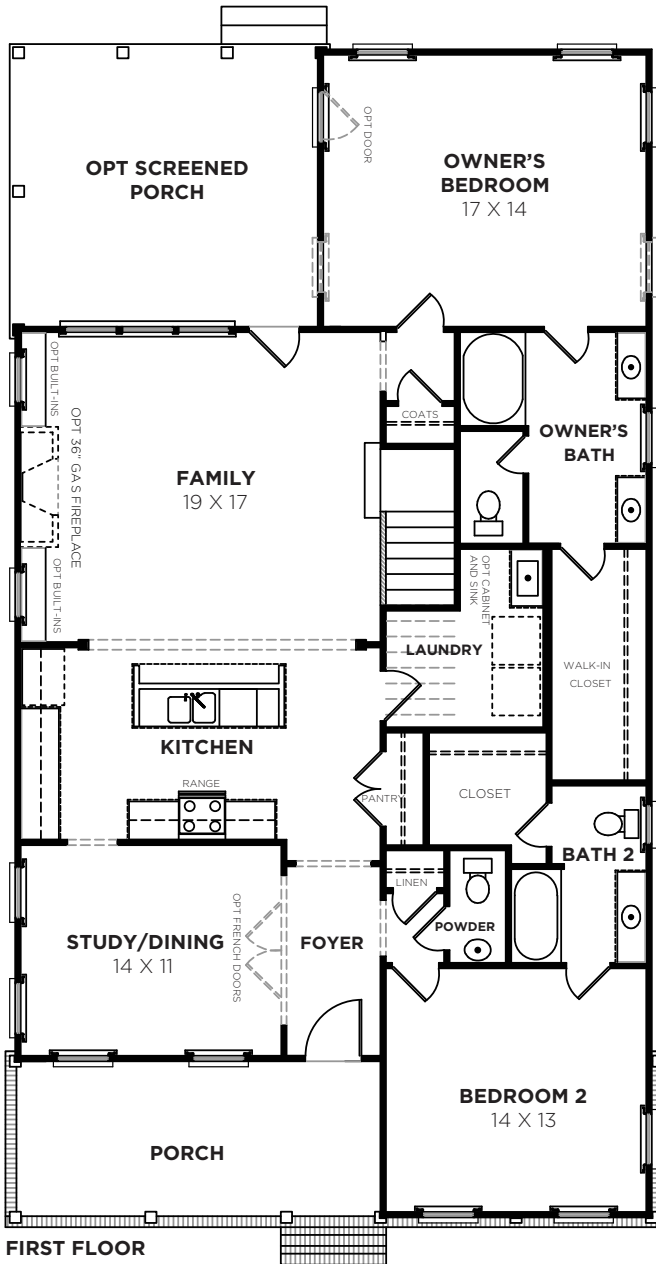 OPT SCREENED
PORCH
OPT DOOR
OWNER'S
BEDROOM
17 X 14
OPT BUILT-INS
OPT 36" GAS FIREPLACE
OPT BUILT-INS
FAMILY
19 X 17
COATS
OWNER'S
BATH
OPT CABINET
AND SINK
LAUNDRY
WALK-IN
CLOSET
KITCHEN
RANGE
PANTRY
CLOSET
BATH 2
LINEN
POWDER
STUDY/DINING
14 X 11
OPT FRENCH DOORS
FOYER
BEDROOM 2
14 X 13
PORCH
FIRST FLOOR